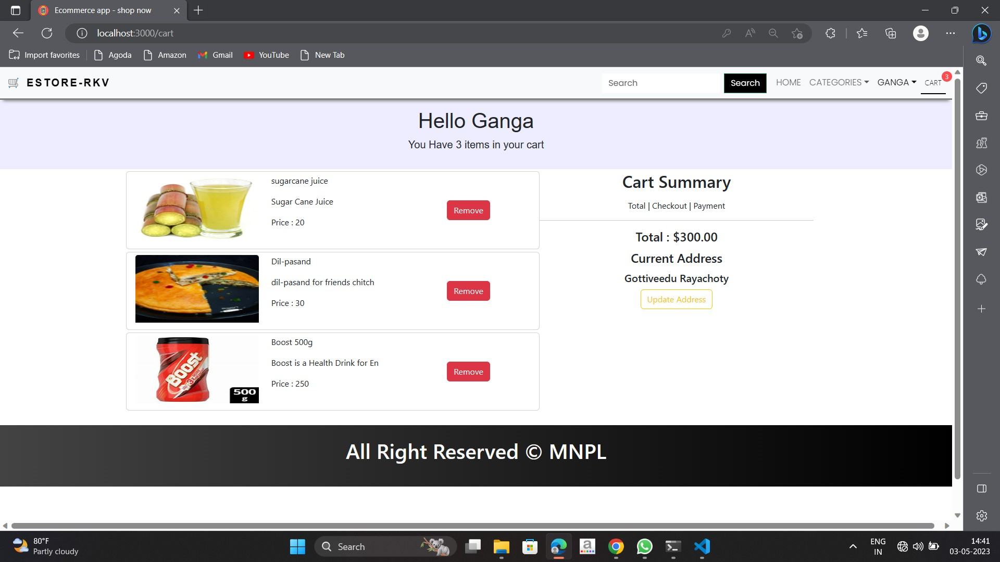 Ecommerce app - shop now
localhost:3000/cart
Import favorites
Agoda
Amazon
Gmail
YouTube
New Tab
ESTORE-RKV
Search
Search
HOME
CATEGORIES
GANGA
CART
3
Hello Ganga
You Have 3 items in your cart
sugarcane juice
Sugar Cane Juice
Price : 20
Remove
Dil-pasand
dil-pasand for friends chitch
Price : 30
Remove
BOOST
500
g
Boost 500g
Boost is a Health Drink for En
Price : 250
Remove
Cart Summary
Total | Checkout | Payment
Total : $300.00
Current Address
Gottiveedu Rayachoty
Update Address
All Right Reserved © MNPL
80°F
Partly cloudy
Search
a
ENG
IN
14:41
03-05-2023